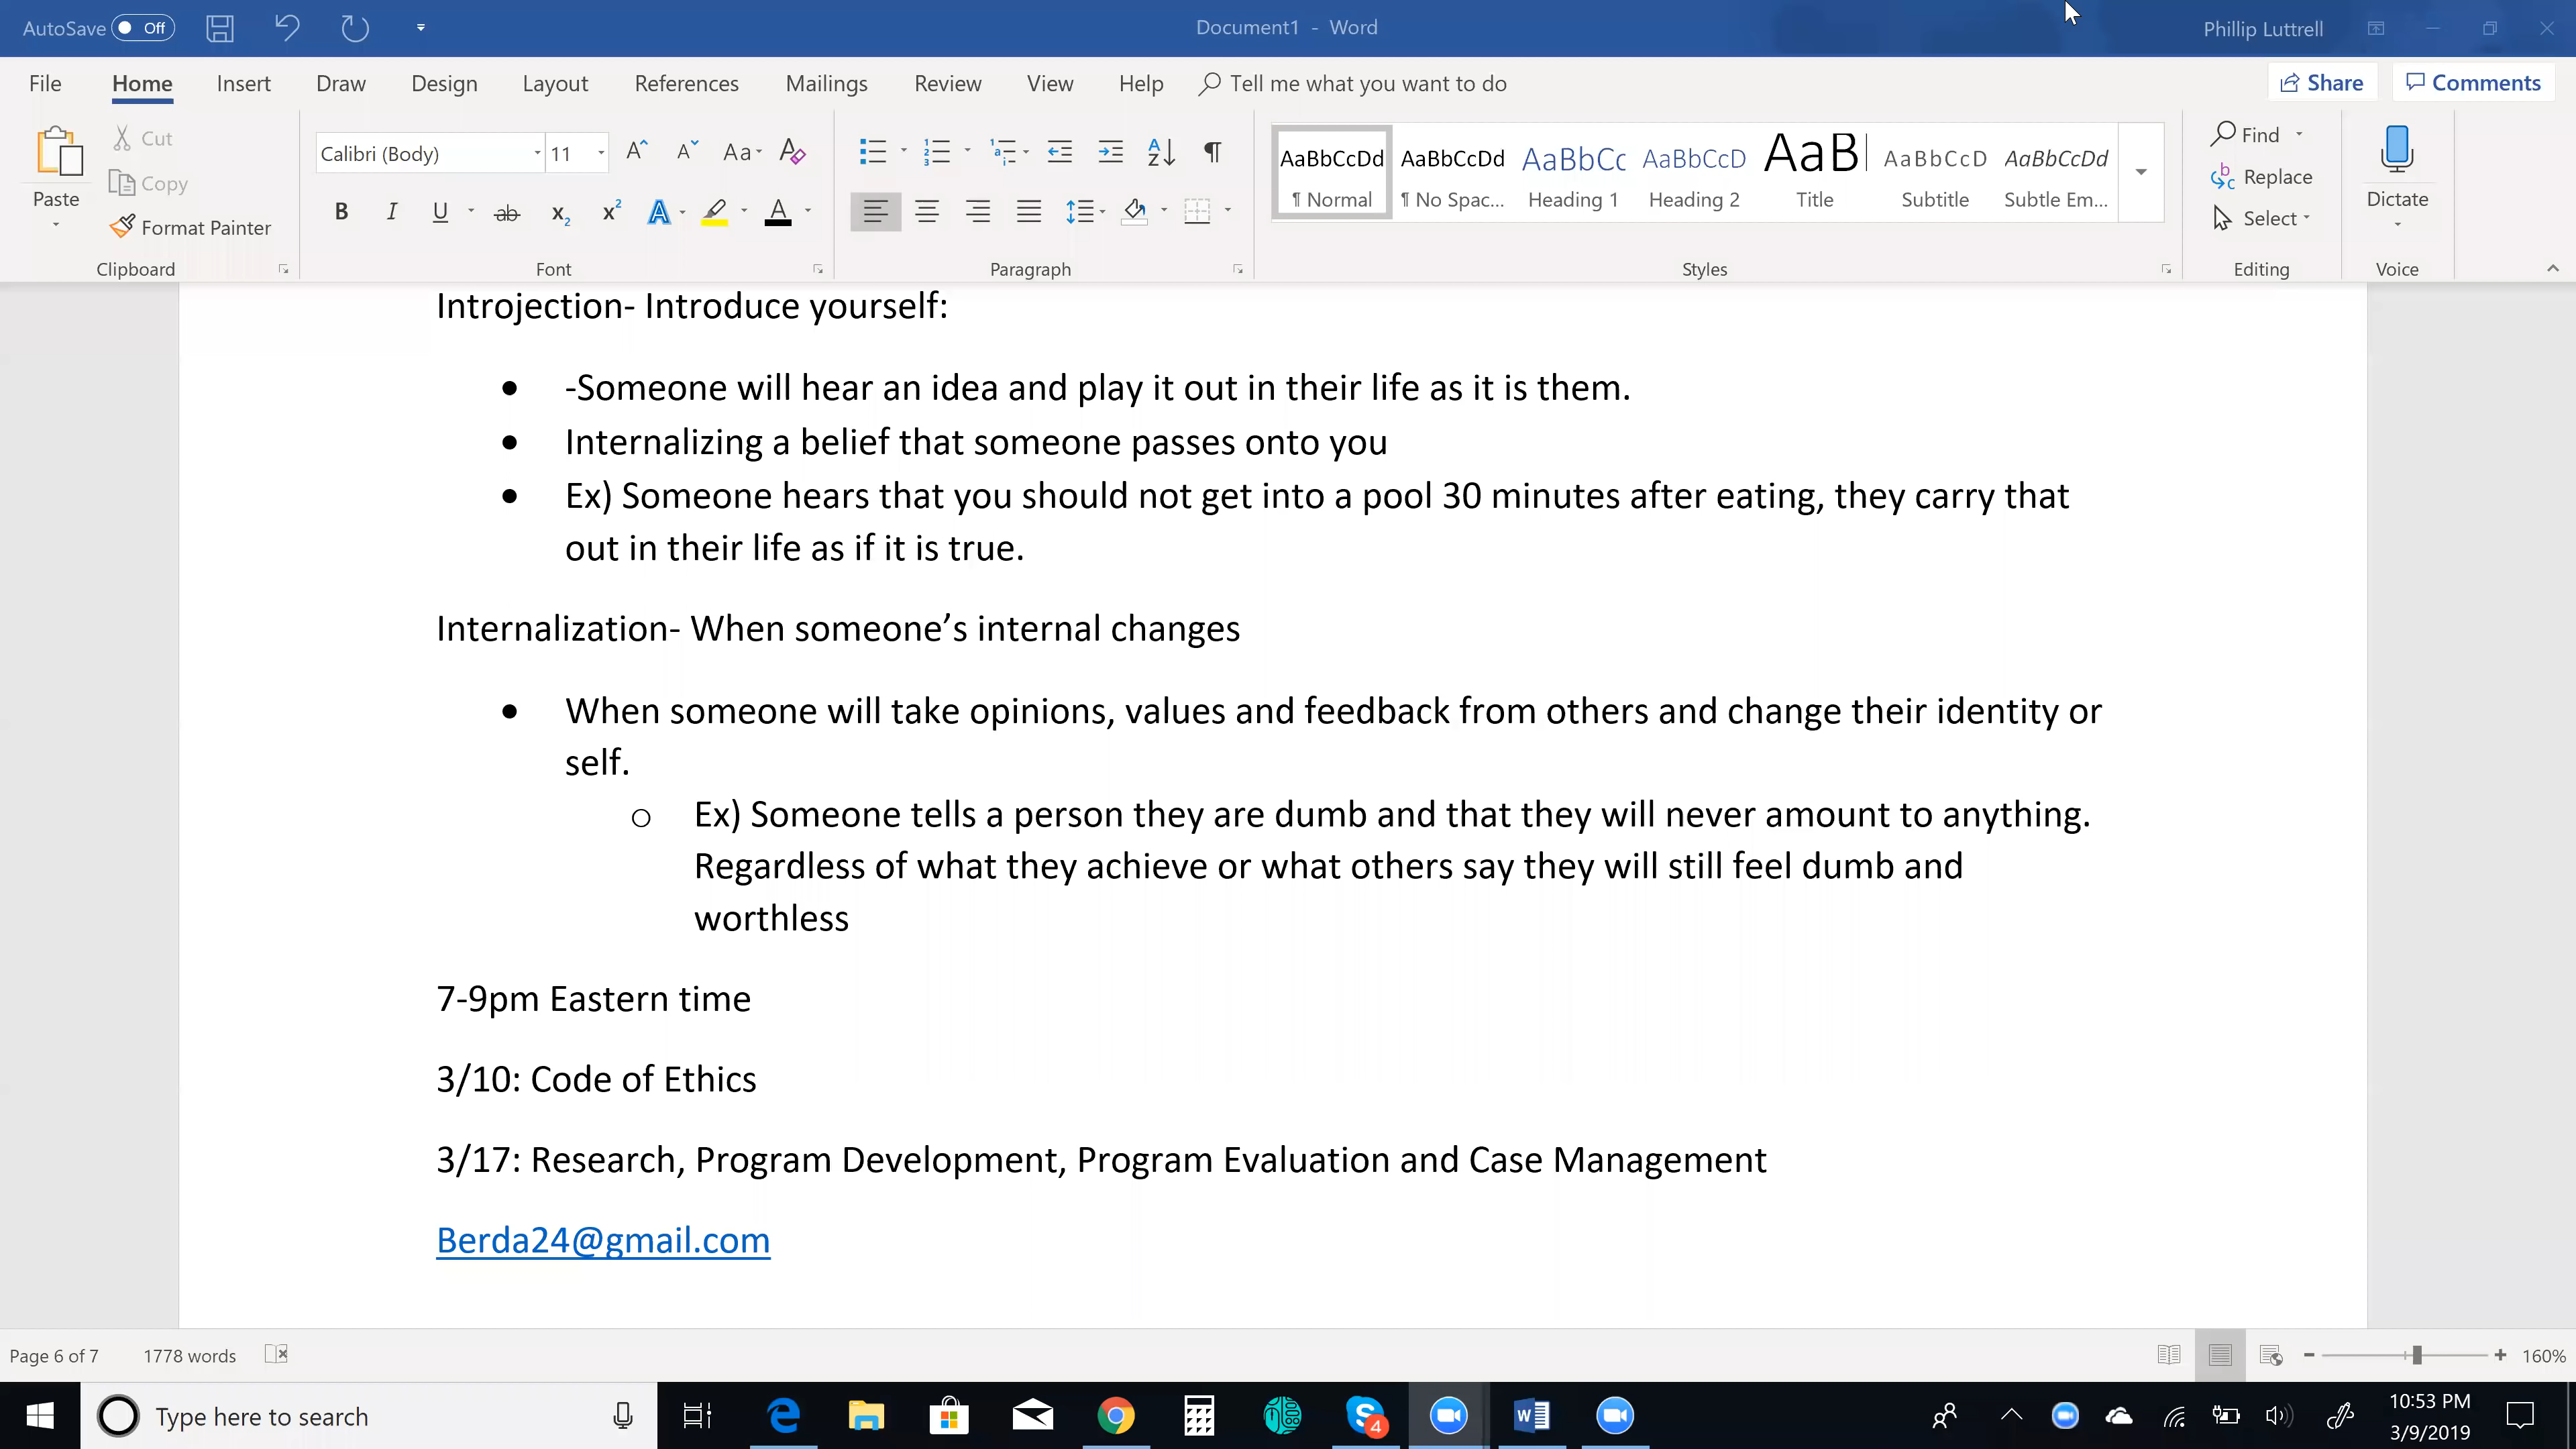 AutoSave Off
Document1 - Word
Phillip Luttrell
File Home Insert Draw Design Layout References Mailings Review View Help Tell me what you want to do
Share Comments
Paste
Cut
Copy
Format Painter
Clipboard
Calibri (Body) 11
Font
Paragraph
AaBbCcDd AaBbCcDd AaBbCc AaBbCcD AaB AaBbCcD AaBbCcDd
¶ Normal ¶ No Spac... Heading 1 Heading 2 Title Subtitle Subtle Em...
Styles
Find
Replace
Select
Editing
Dictate
Voice
Introjection- Introduce yourself:
• -Someone will hear an idea and play it out in their life as it is them.
• Internalizing a belief that someone passes onto you
• Ex) Someone hears that you should not get into a pool 30 minutes after eating, they carry that
out in their life as if it is true.
Internalization- When someone’s internal changes
• When someone will take opinions, values and feedback from others and change their identity or
self.
o Ex) Someone tells a person they are dumb and that they will never amount to anything.
Regardless of what they achieve or what others say they will still feel dumb and
worthless
7-9pm Eastern time
3/10: Code of Ethics
3/17: Research, Program Development, Program Evaluation and Case Management
Berda24@gmail.com
Page 6 of 7 1778 words
160%
Type here to search
4
10:53 PM
3/9/2019